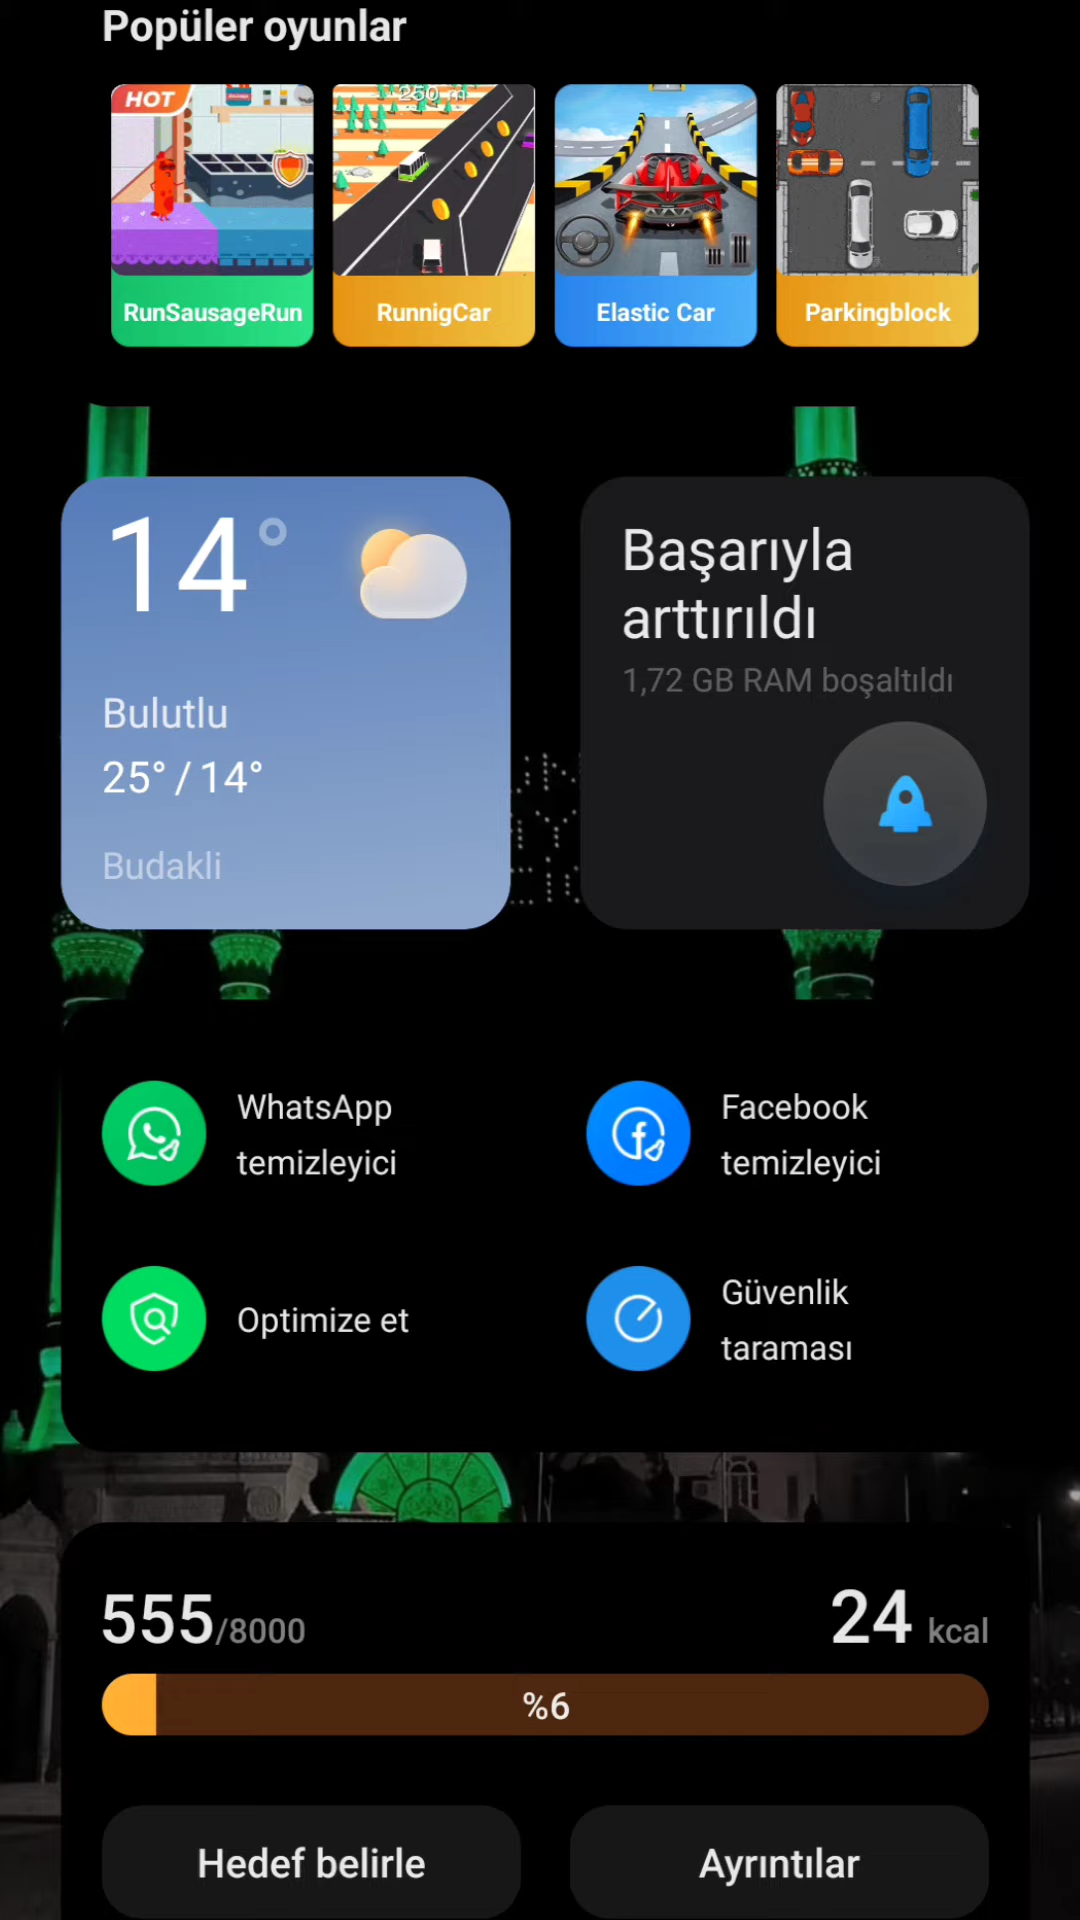 Popüler oyunlar
HOT
250 m
RunSausageRun
RunnigCar
Elastic Car
Parkingblock
14°
Başarıyla
arttırıldı
1,72 GB RAM boşaltıldı
Bulutlu
25° / 14°
Budakli
WhatsApp
temizleyici
Facebook
temizleyici
Optimize et
Güvenlik
taraması
555/8000
24 kcal
%6
Hedef belirle
Ayrıntılar